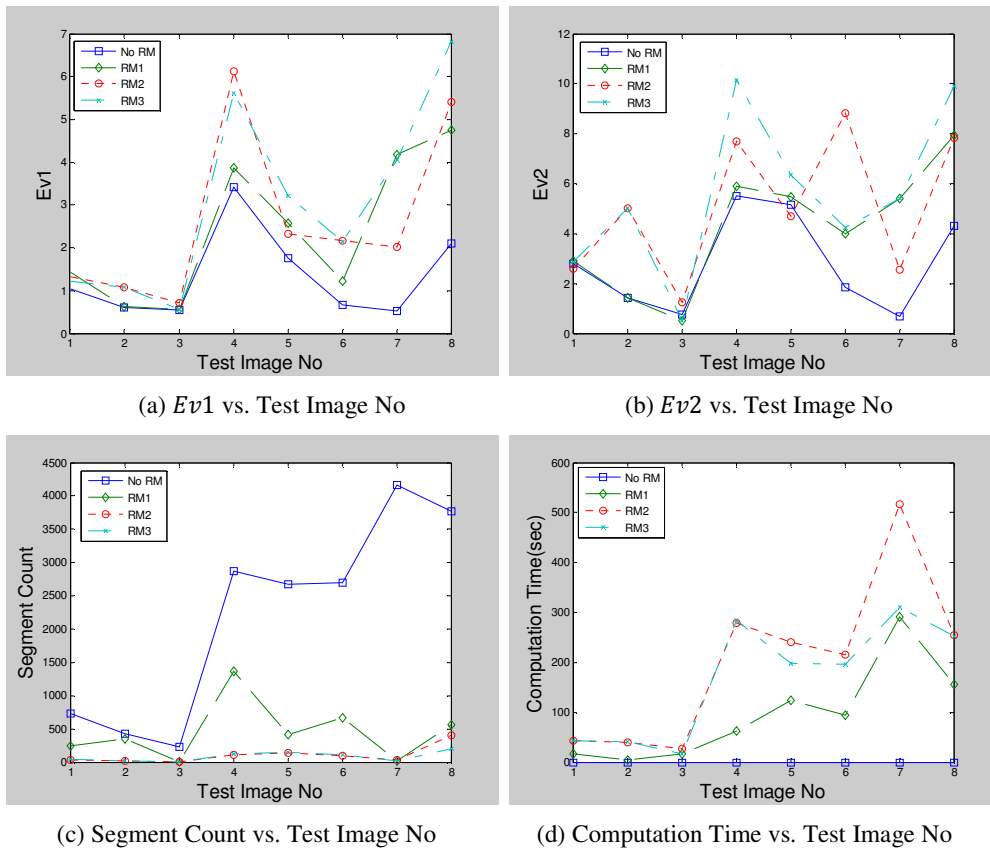 7
6
5
4
3
2
1
0
Ev1
No RM
RM1
RM2
RM3
1 2 3 4 5 6 7 8
Test Image No
(a) Ev1 vs. Test Image No
12
10
8
6
4
2
0
Ev2
No RM
RM1
RM2
RM3
1 2 3 4 5 6 7 8
Test Image No
(b) Ev2 vs. Test Image No
4500
4000
3500
3000
2500
2000
1500
1000
500
0
Segment Count
No RM
RM1
RM2
RM3
1 2 3 4 5 6 7 8
Test Image No
(c) Segment Count vs. Test Image No
600
500
400
300
200
100
0
Computation Time(sec)
No RM
RM1
RM2
RM3
1 2 3 4 5 6 7 8
Test Image No
(d) Computation Time vs. Test Image No